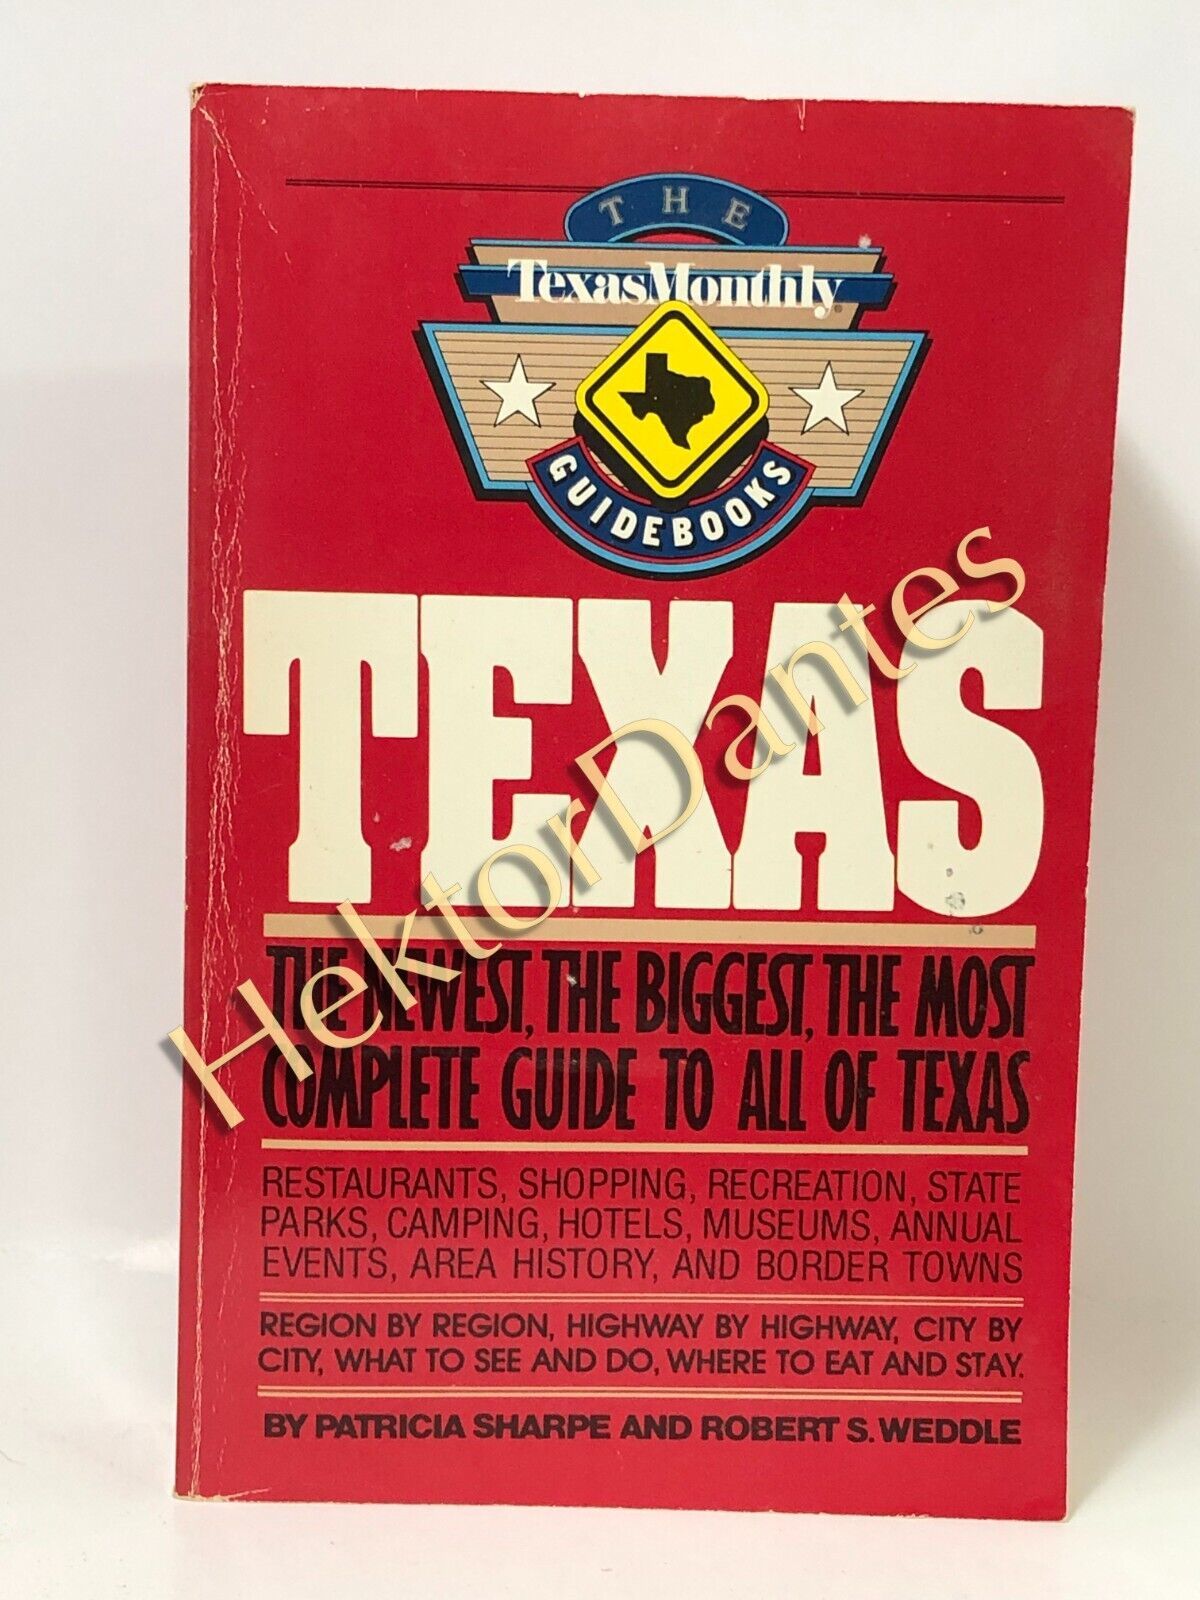 THE
TexasMonthly®
GUIDEBOOKS
TEXAS
THE NEWEST, THE BIGGEST, THE MOST
COMPLETE GUIDE TO ALL OF TEXAS
RESTAURANTS, SHOPPING, RECREATION, STATE
PARKS, CAMPING, HOTELS, MUSEUMS, ANNUAL
EVENTS, AREA HISTORY, AND BORDER TOWNS
REGION BY REGION, HIGHWAY BY HIGHWAY, CITY BY
CITY, WHAT TO SEE AND DO, WHERE TO EAT AND STAY.
BY PATRICIA SHARPE AND ROBERT S. WEDDLE
HektorDantes